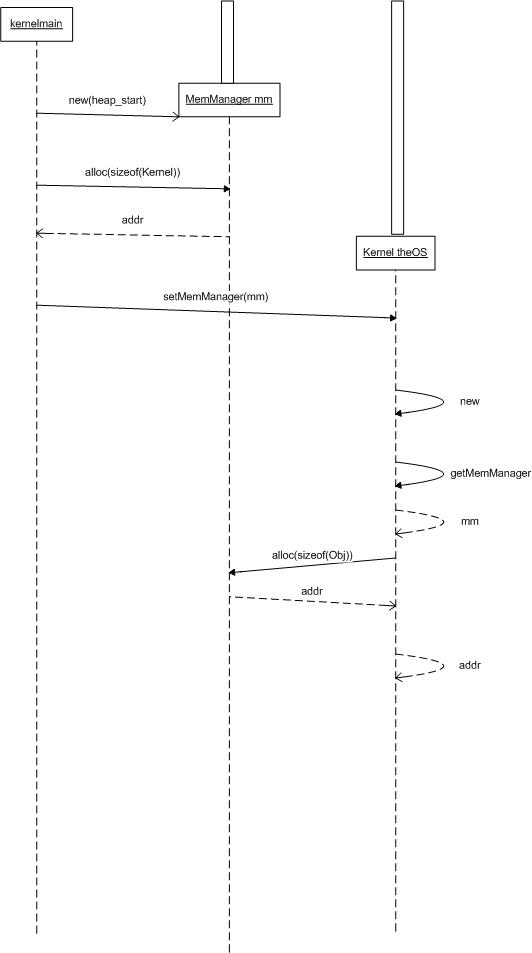 kernelmain
MemManager mm
new(heap_start)
alloc(sizeof(Kernel))
addr
Kernel theOS
setMemManager(mm)
new
getMemManager
mm
alloc(sizeof(Obj))
addr
addr